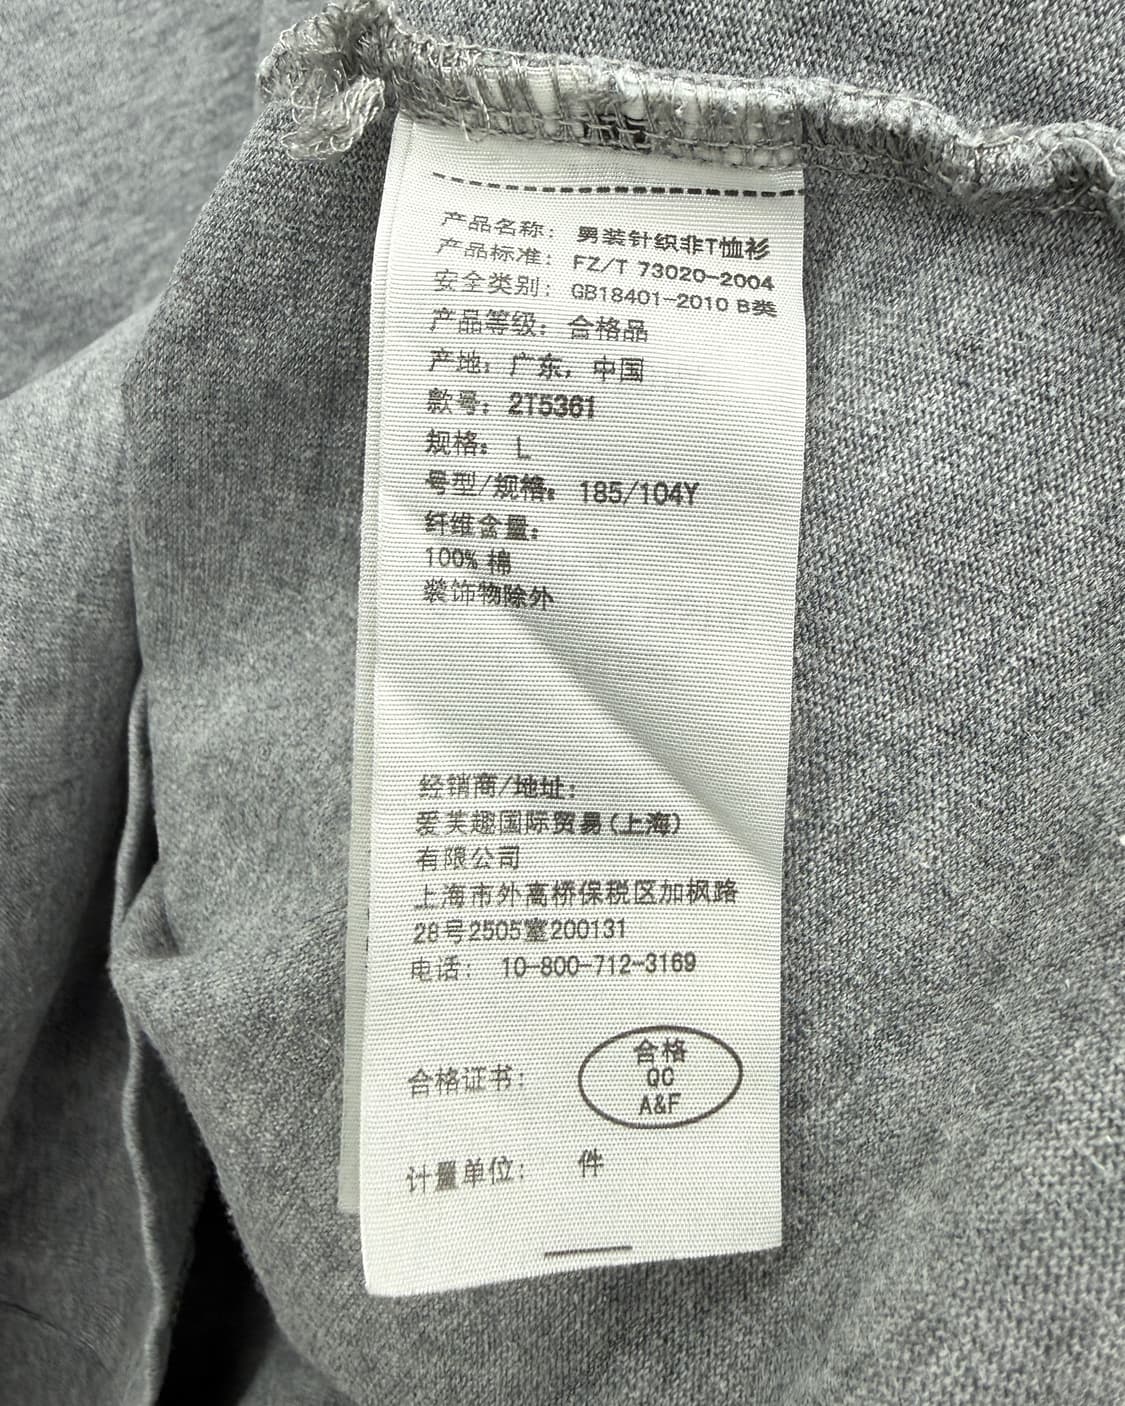 产品名称：男装针织非T恤衫
产品标准：FZ/T 73020-2004
安全类别：GB18401-2010 B类
产品等级：合格品
产地：广东，中国
款号：2T5361
规格：L
号型/规格：185/104Y
纤维含量：
100% 棉
装饰物除外
经销商/地址：
爱芙趣国际贸易(上海)
有限公司
上海市外高桥保税区加枫路
28号2505室200131
电话：10-800-712-3169
合格证书：
合格
QC
A&F
计量单位：件